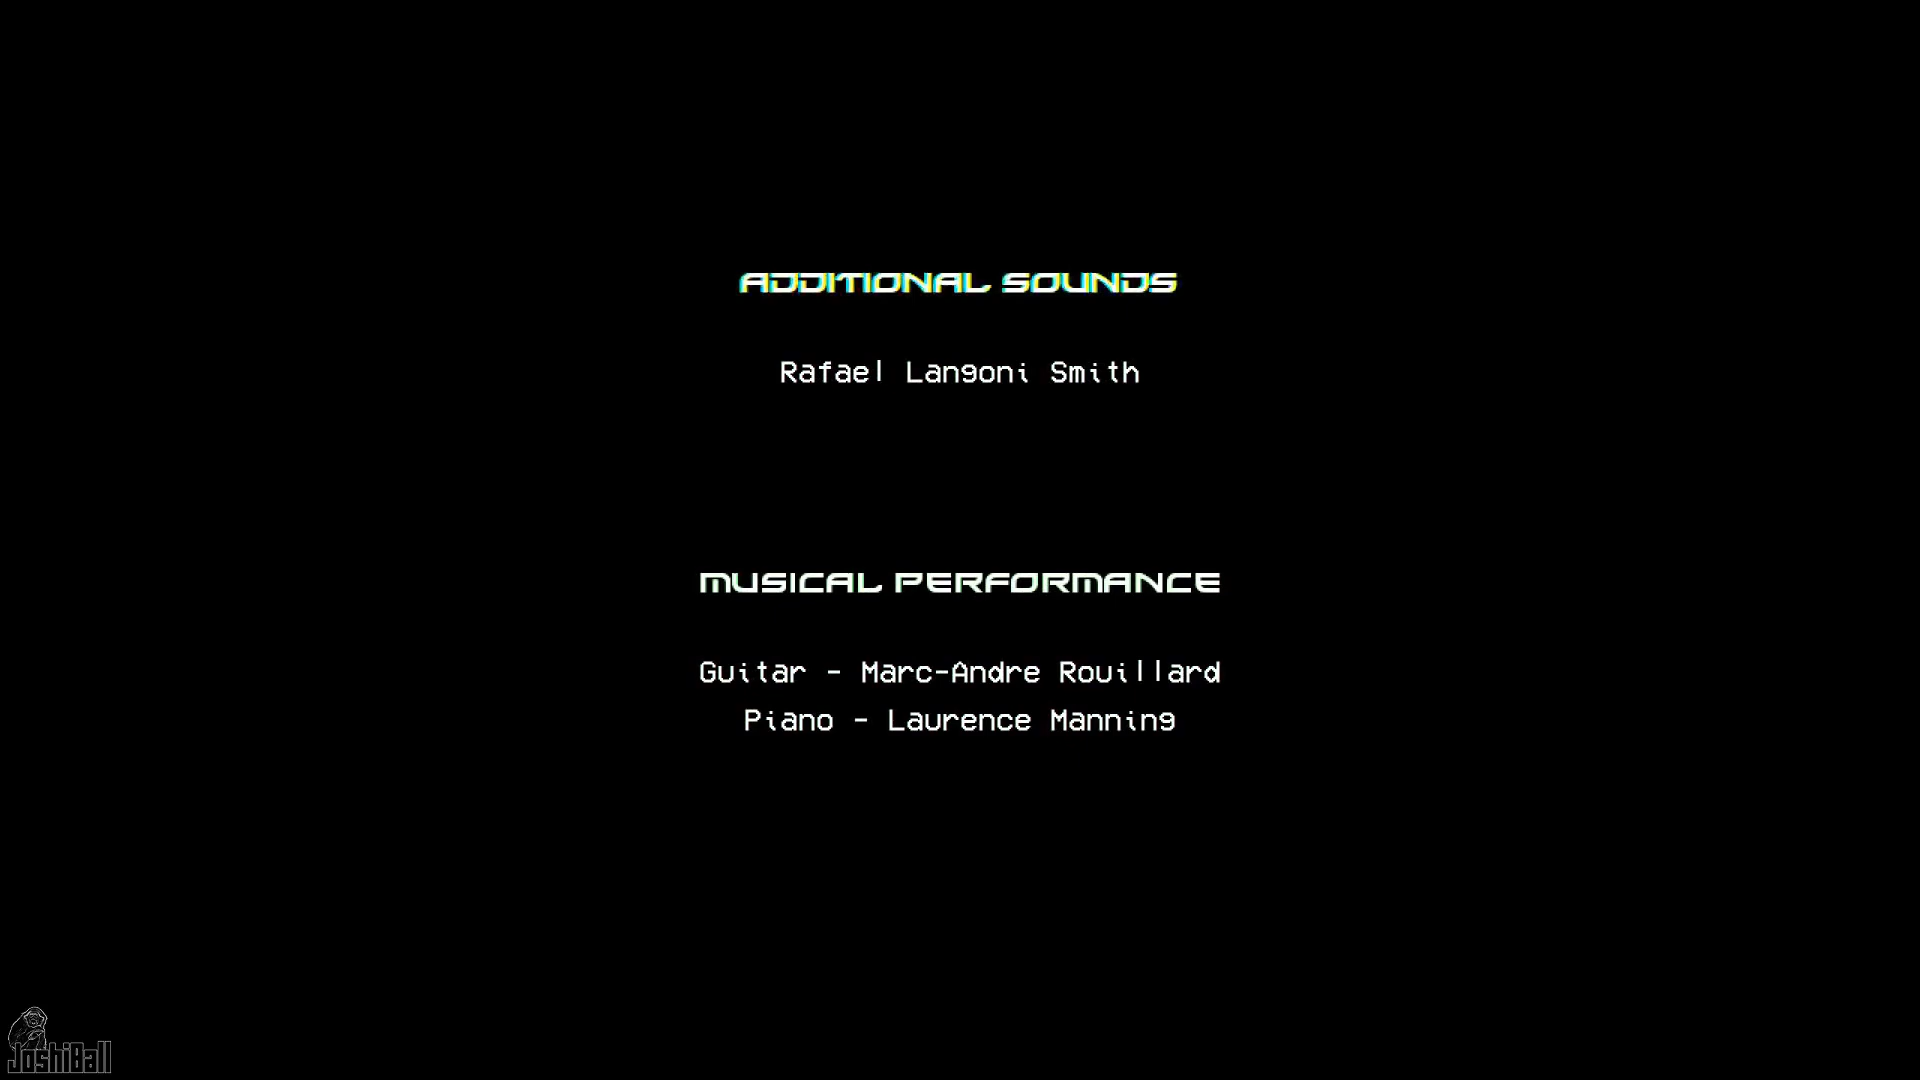 ADDITIONAL SOUNDS
Rafael Langoni Smith
MUSICAL PERFORMANCE
Guitar - Marc-Andre Rouillard
Piano - Laurence Manning
JoshiBall